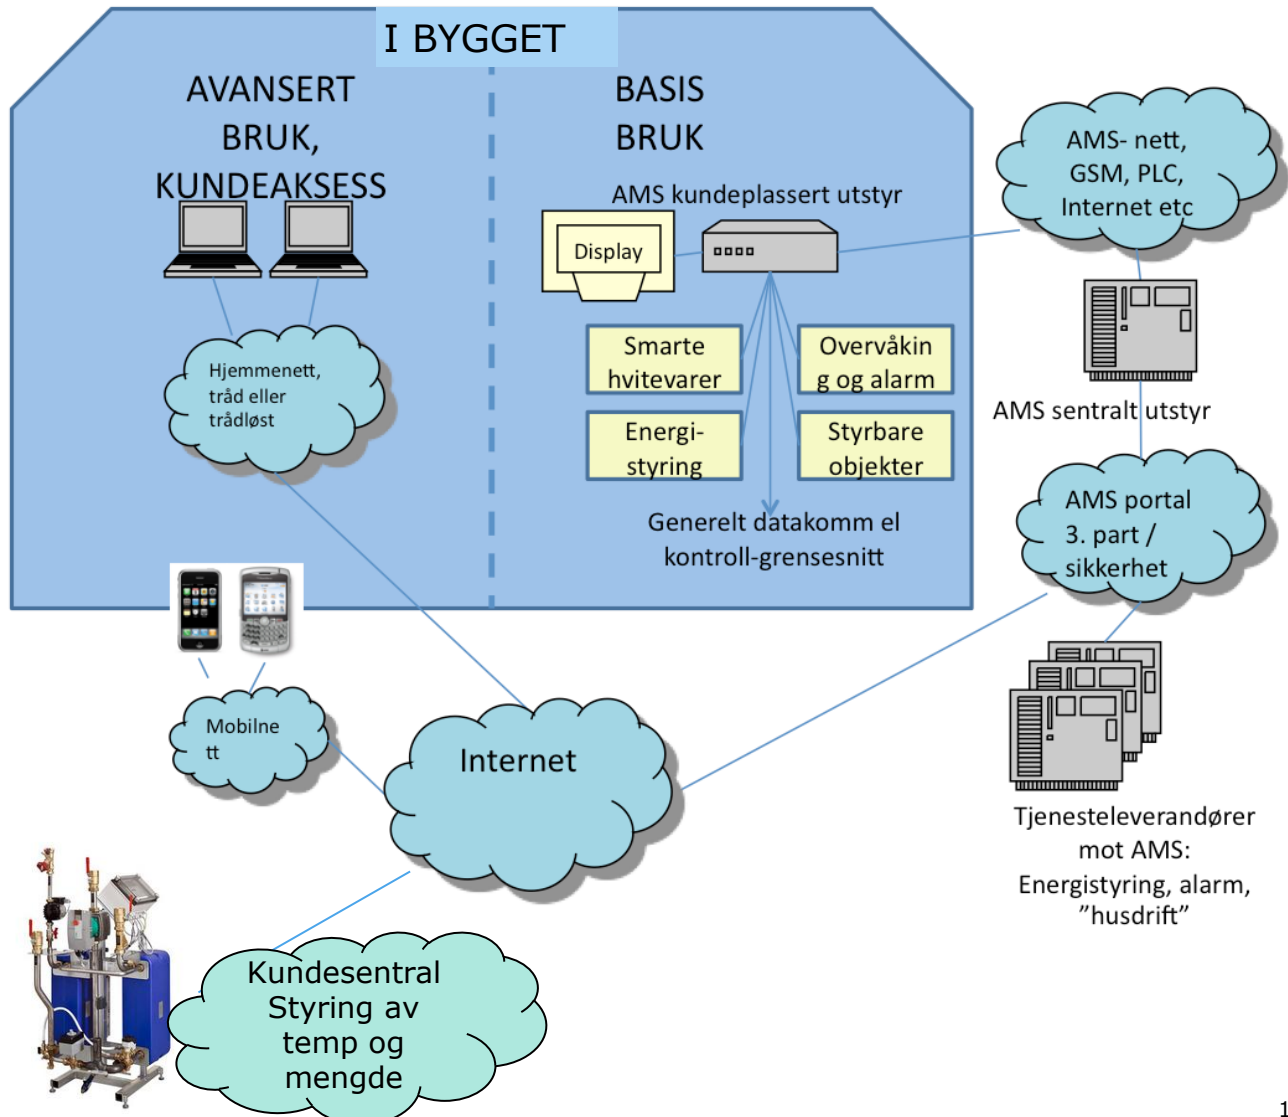 I BYGGET
AVANSERT
BRUK,
KUNDEAKSESS
BASIS
BRUK
AMS kundeplassert utstyr
Display
Smarte
hvitevarer
Overvåkin
g og alarm
Energi-
styring
Styrbare
objekter
Generelt datakomm el
kontroll-grensesnitt
Hjemmenett,
tråd eller
trådløst
AMS- nett,
GSM, PLC,
Internet etc
AMS sentralt utstyr
AMS portal
3. part /
sikkerhet
Tjenesteleverandører
mot AMS:
Energistyring, alarm,
”husdrift”
Mobilne
tt
Internet
Kundesentral
Styring av
temp og
mengde
1